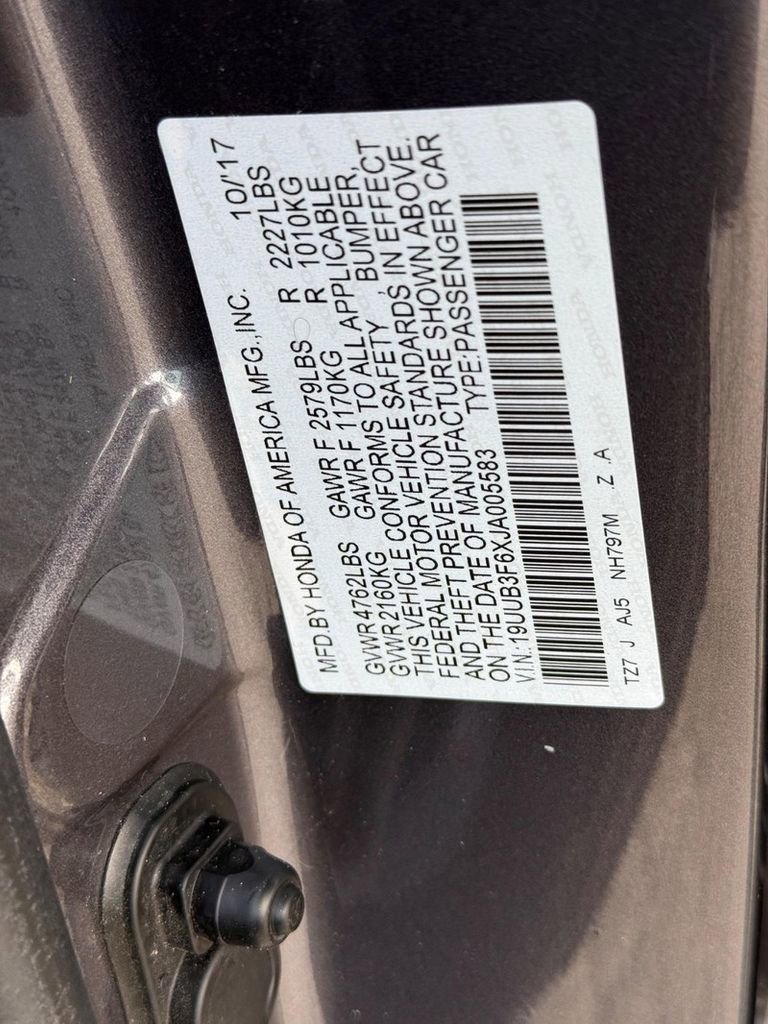 MFD.BY HONDA OF AMERICA MFG.,INC. 10/'17
GVWR4762LBS GAWR F 2579LBS R 2227LBS
GVWR2160KG GAWR F 1170KG R 1010KG
THIS VEHICLE CONFORMS TO ALL APPLICABLE
FEDERAL MOTOR VEHICLE SAFETY, BUMPER,
AND THEFT PREVENTION STANDARDS IN EFFECT
ON THE DATE OF MANUFACTURE SHOWN ABOVE.
VIN:19UUB3F6XJA005583 TYPE:PASSENGER CAR
TZ7 J AJ5 NH797M .Z .A